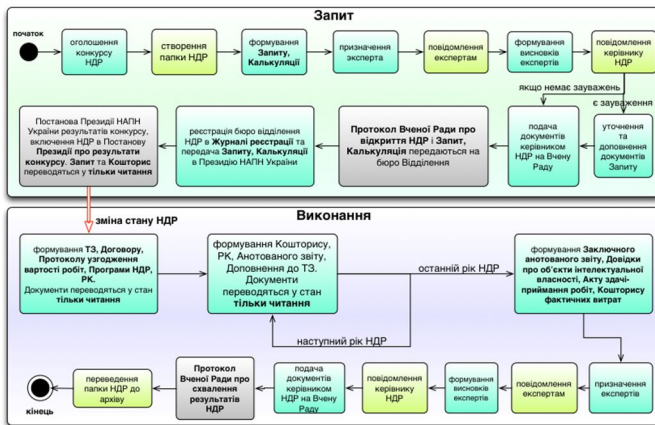 Запит
початок
оголошення
конкурсу
НДР
створення
папки НДР
формування
Запиту,
Калькуляції
призначення
експерта
повідомлення
експертам
формування
висновків
експертів
повідомлення
керівнику
НДР
якщо немає зауважень
є зауваження
Постанова Президії НАПН
України результатів конкурсу,
включення НДР в Постанову
Президії про результати
конкурсу. Запит та Кошторис
переводяться у тільки читання
реєстрація бюро відділення
НДР в Журналі реєстрації та
передача Запиту, Калькуляції
в Президію НАПН України
Протокол Вченої Ради про
відкриття НДР і Запит,
Калькуляція передаються на
бюро Відділення
подача
документів
керівником
НДР на Вчену
Раду
уточнення та
доповнення
документів
Запиту
зміна стану НДР
Виконання
формування ТЗ, Договору,
Протоколу узгодження
вартості робіт, Програми НДР,
РК.
Документи переводяться у стан
тільки читання
формування Кошторису,
РК, Анотованого звіту,
Доповнення до ТЗ.
Документи
переводяться у стан
тільки читання
останній рік НДР
наступний рік НДР
формування Заключного
анотованого звіту, Довідки
про об'єкти інтелектуальної
власності, Акту здачі-
приймання робіт, Кошторису
фактичних витрат
кінець
переведення
папки НДР до
архіву
Протокол
Вченої Ради про
схвалення
результатів
НДР
подача
документів
керівником
НДР на Вчену
Раду
повідомлення
керівнику
НДР
формування
висновків
експертів
повідомлення
експертам
призначення
експертів